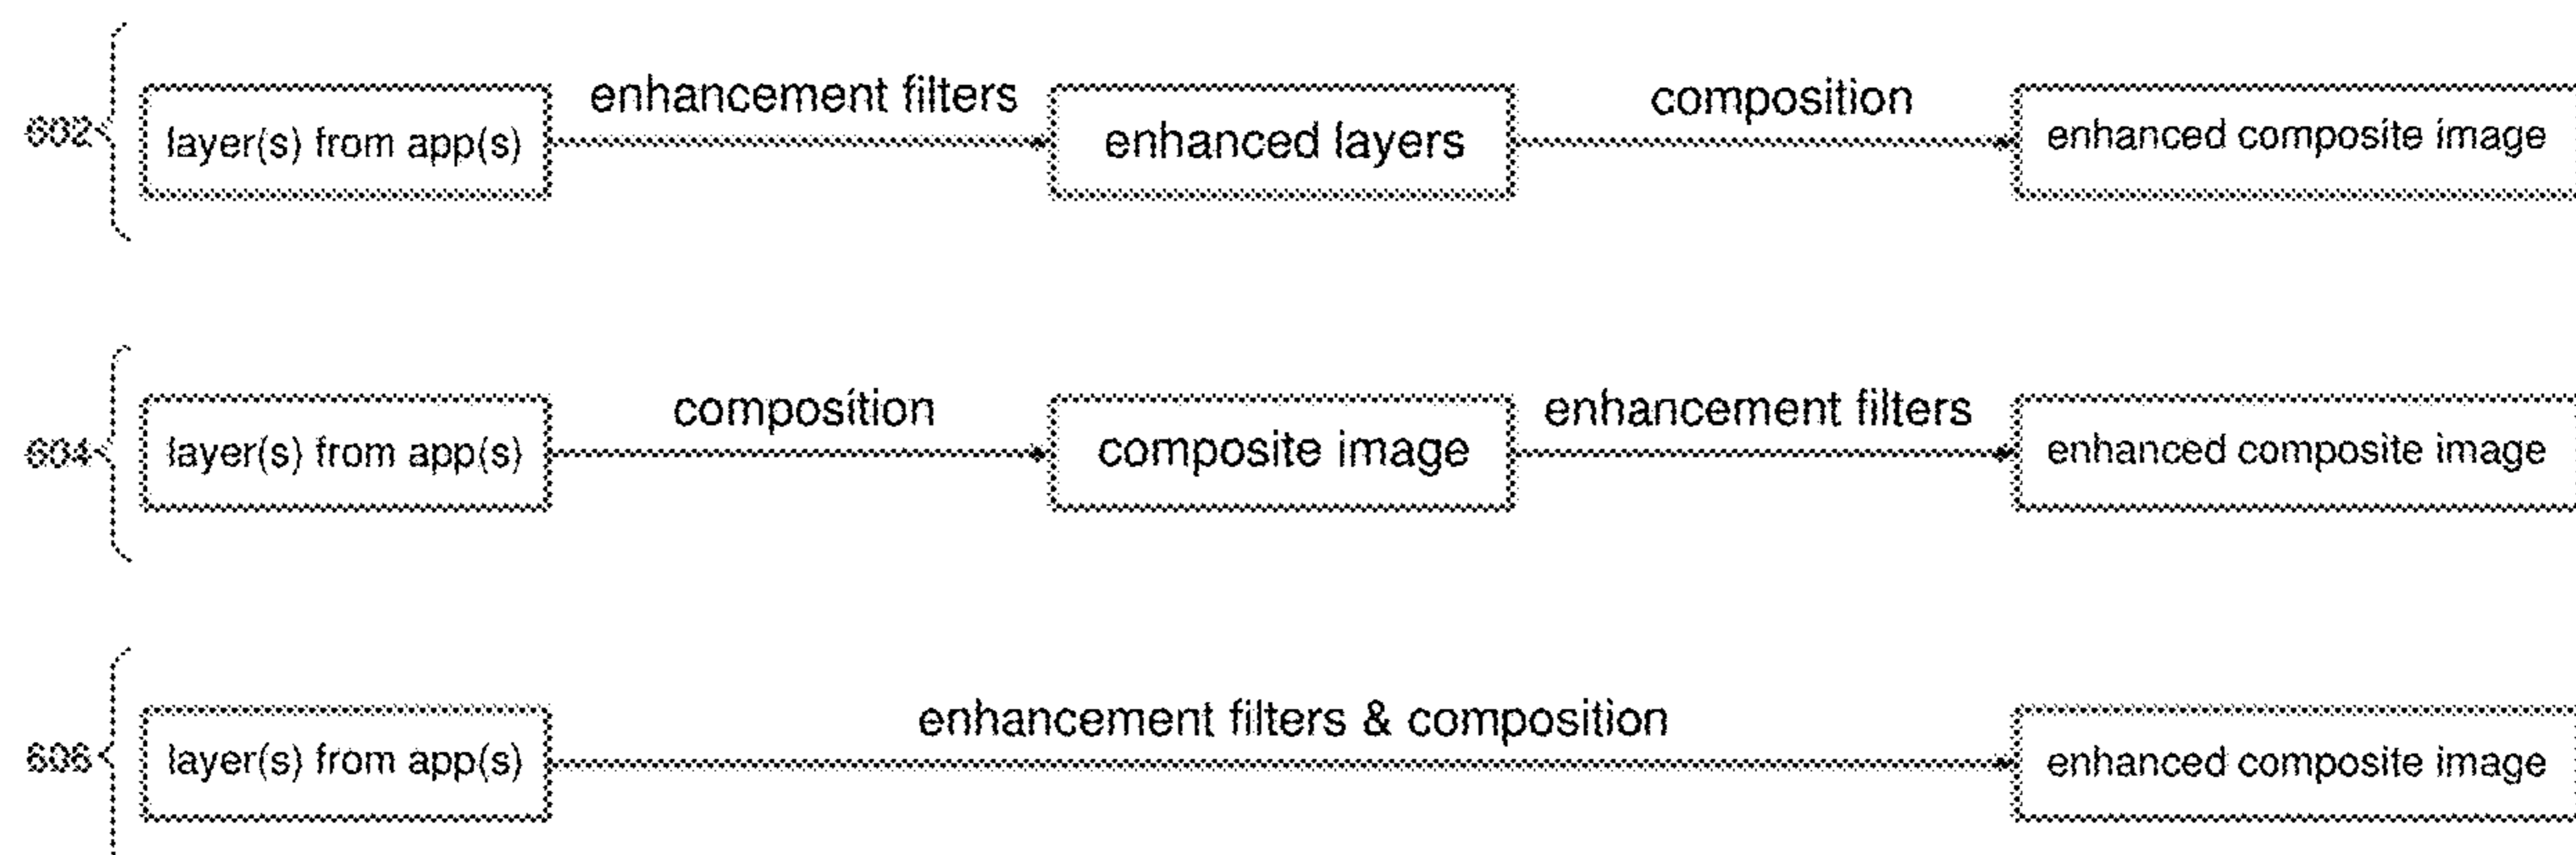 enhancement filters composition
602 layer(s) from app(s) enhanced layers enhanced composite image
composition enhancement filters
604 layer(s) from app(s) composite image enhanced composite image
enhancement filters & composition
606 layer(s) from app(s) enhanced composite image